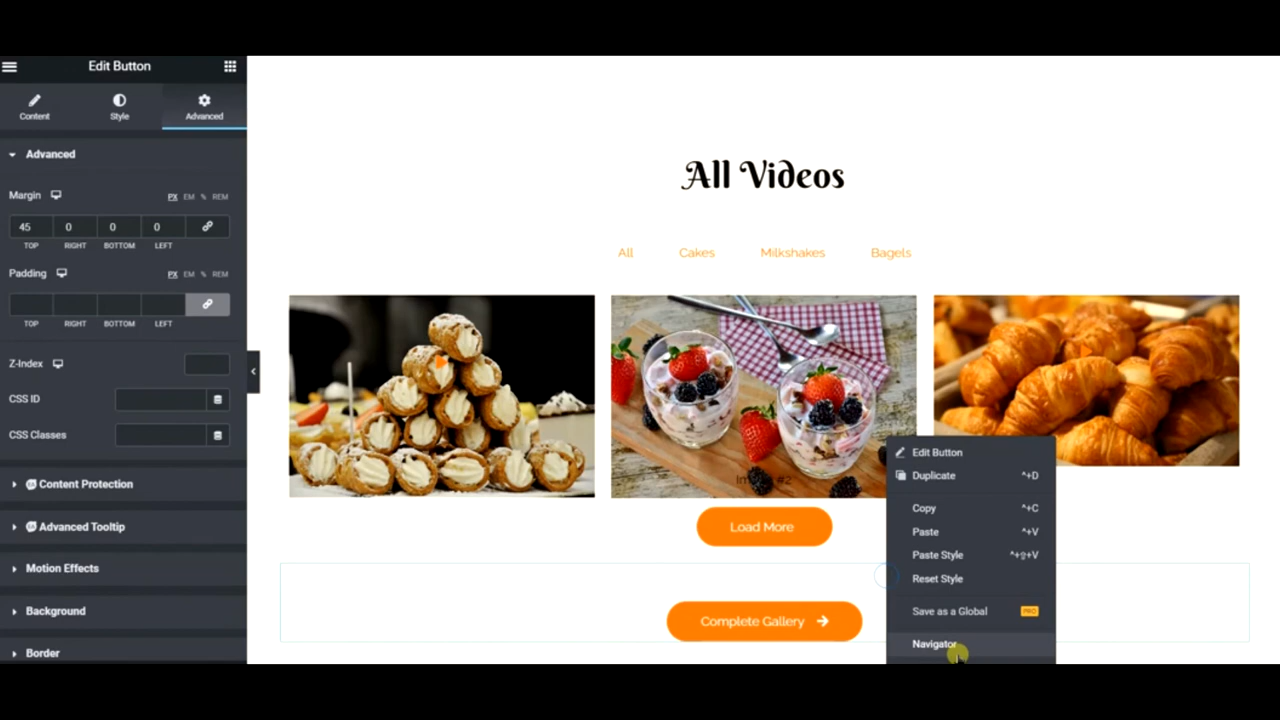 Edit Button
Content
Style
Advanced
Advanced
Margin
PX EM % REM
45 0 0 0
TOP RIGHT BOTTOM LEFT
Padding
PX EM % REM
TOP RIGHT BOTTOM LEFT
Z-Index
CSS ID
CSS Classes
Content Protection
Advanced Tooltip
Motion Effects
Background
Border
All Videos
All Cakes Milkshakes Bagels
#2
Load More
Complete Gallery
Edit Button
Duplicate ^+D
Copy ^+C
Paste ^+V
Paste Style ^+⇧+V
Reset Style
Save as a Global PRO
Navigator